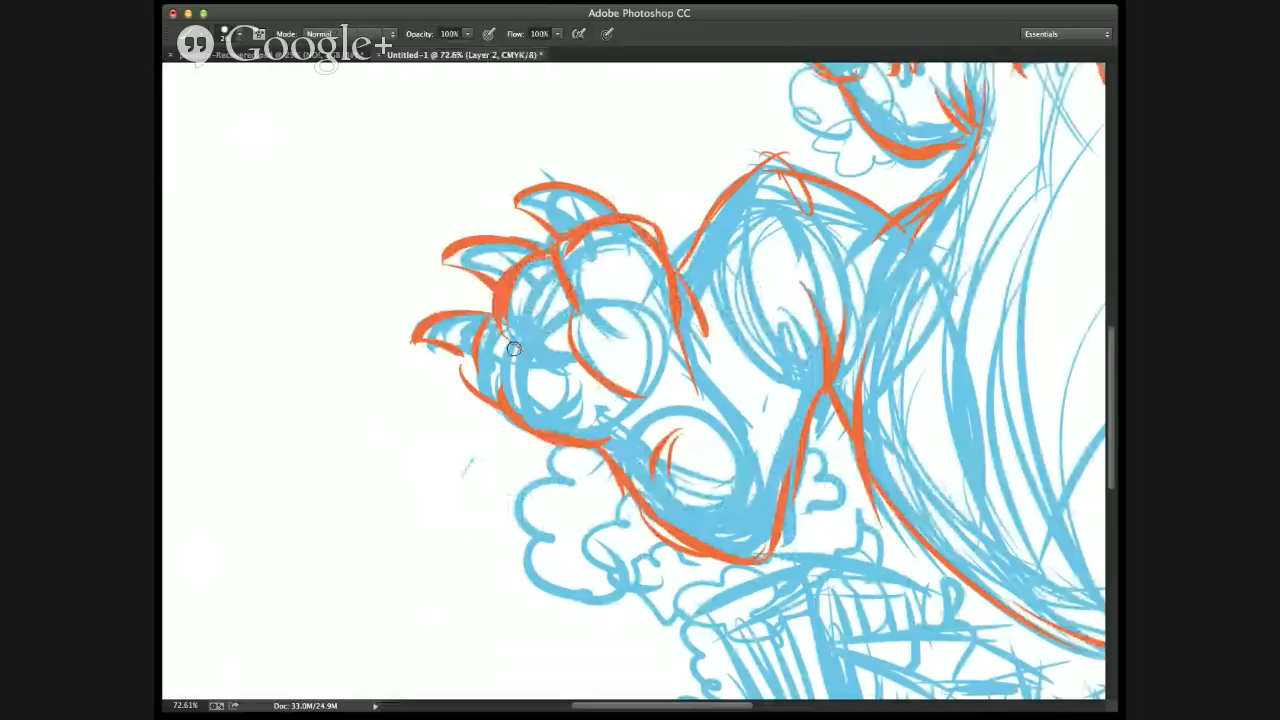 Adobe Photoshop CC
Google+
Mode: Normal Opacity: 100% Flow: 100% Essentials
Untitled-1 @ 72.6% (Layer 2, CMYK/8) *
72.61% Doc: 33.0M/24.9M